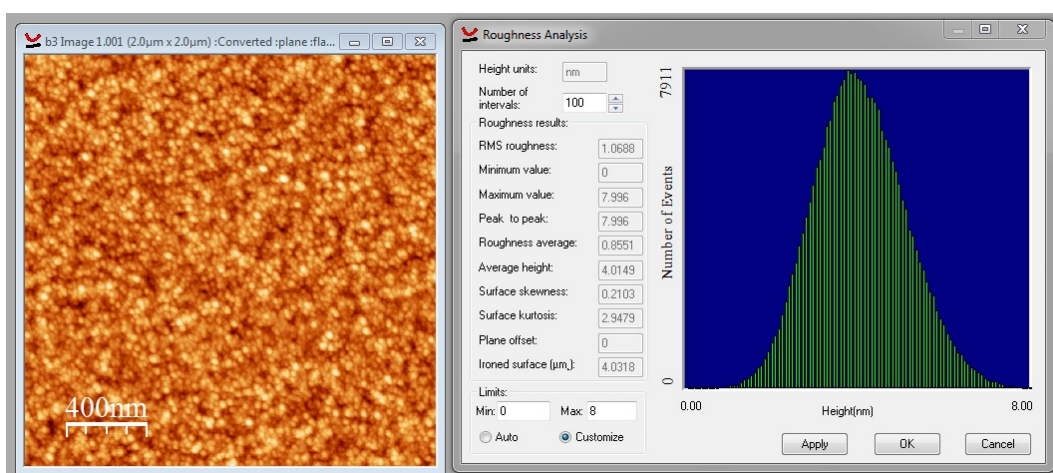 b3 Image 1.001 (2.0µm x 2.0µm) :Converted :plane :fla...
400nm
Roughness Analysis
Height units:
nm
Number of
intervals:
100
Roughness results:
RMS roughness:
1.0688
Minimum value:
0
Maximum value:
7.996
Peak to peak:
7.996
Roughness average:
0.8551
Average height:
4.0149
Surface skewness:
0.2103
Surface kurtosis:
2.9479
Plane offset:
0
Ironed surface (µm,):
4.0318
Limits:
Min: 0
Max: 8
Auto
Customize
7911
Number of Events
0
0.00
Height(nm)
8.00
Apply
OK
Cancel